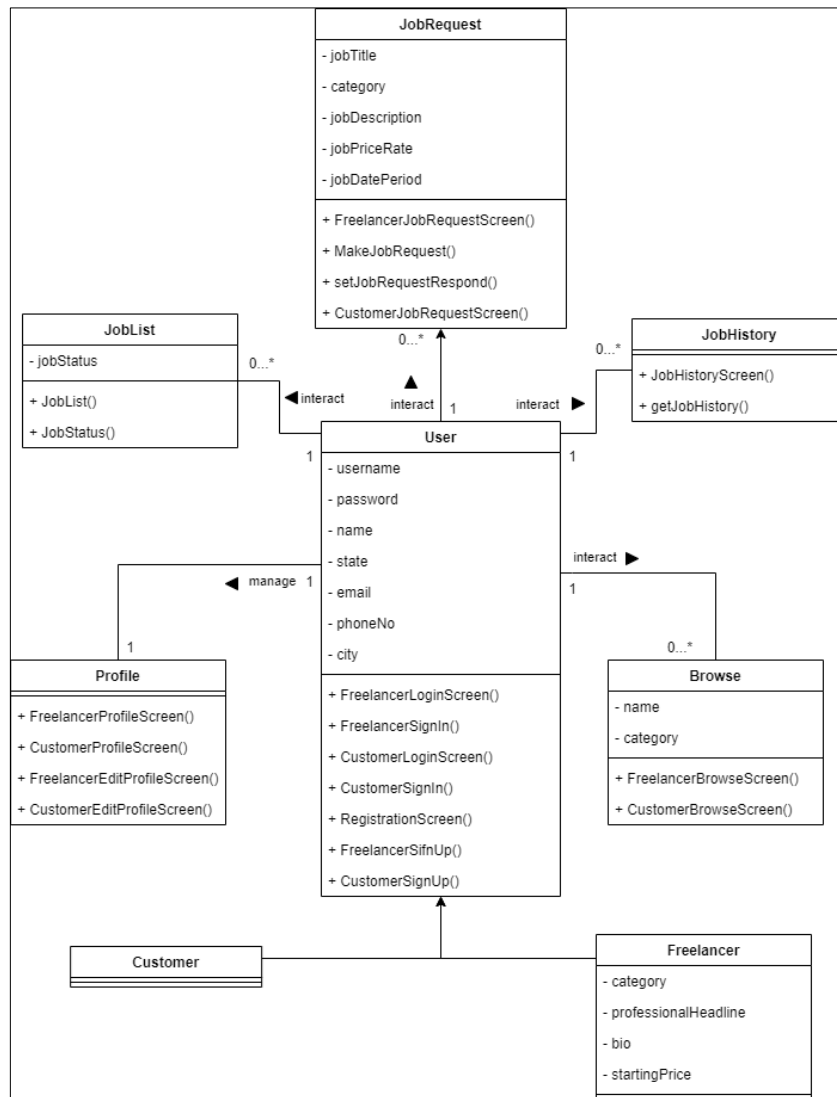 JobRequest
- jobTitle
- category
- jobDescription
- jobPriceRate
- jobDatePeriod
+ FreelancerJobRequestScreen()
+ MakeJobRequest()
+ setJobRequestRespond()
+ CustomerJobRequestScreen()
JobList
- jobStatus
+ JobList()
+ JobStatus()
0...*
interact
1
0...*
interact
1
0...*
interact
1
JobHistory
+ JobHistoryScreen()
+ getJobHistory()
User
- username
- password
- name
- state
- email
- phoneNo
- city
+ FreelancerLoginScreen()
+ FreelancerSignIn()
+ CustomerLoginScreen()
+ CustomerSignIn()
+ RegistrationScreen()
+ FreelancerSifnUp()
+ CustomerSignUp()
manage
1
1
Profile
+ FreelancerProfileScreen()
+ CustomerProfileScreen()
+ FreelancerEditProfileScreen()
+ CustomerEditProfileScreen()
interact
1
0...*
Browse
- name
- category
+ FreelancerBrowseScreen()
+ CustomerBrowseScreen()
Customer
Freelancer
- category
- professionalHeadline
- bio
- startingPrice